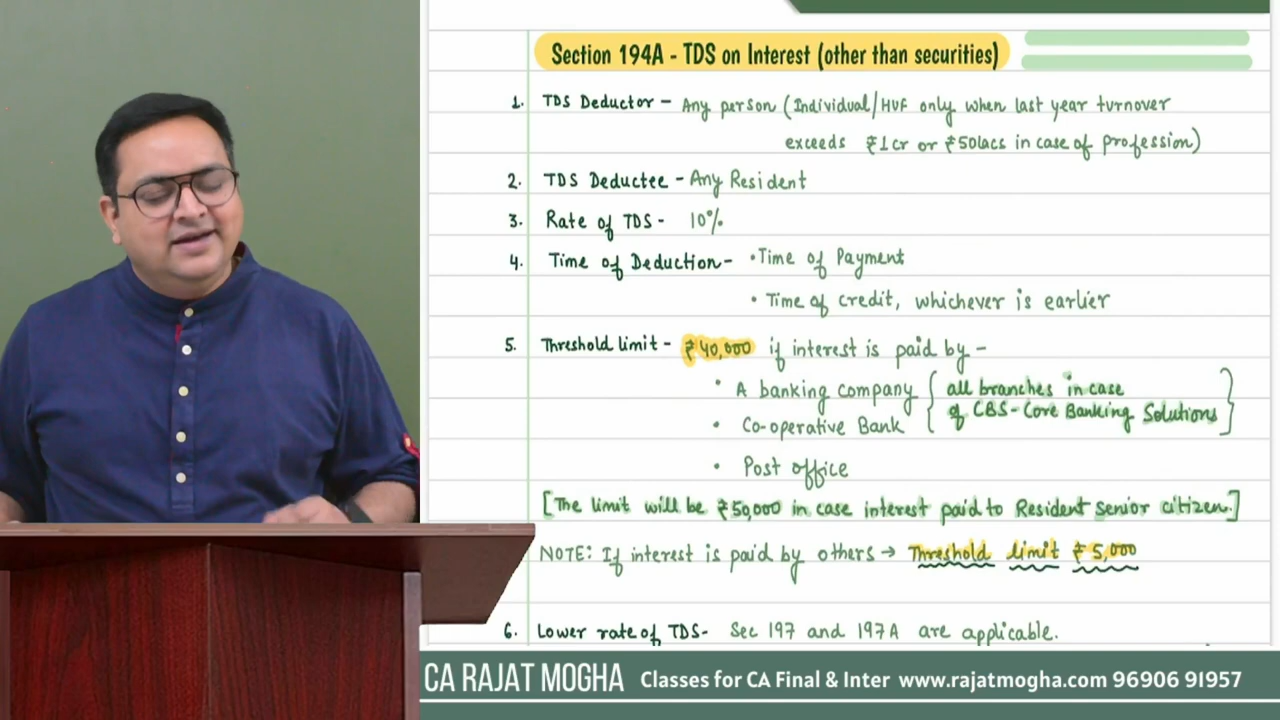 Section 194A - TDS on Interest (other than securities)
1. TDS Deductor - Any person (Individual/HUF only when last year turnover
exceeds ₹1cr or ₹50lacs in case of profession)
2. TDS Deductee - Any Resident
3. Rate of TDS - 10%
4. Time of Deduction - • Time of Payment
• Time of credit, whichever is earlier
5. Threshold limit - ₹40,000 if interest is paid by -
• A banking company { all branches in case
• Co-operative Bank of CBS-Core Banking Solutions }
• Post office
[The limit will be ₹50,000 in case interest paid to Resident senior citizen.]
NOTE: If interest is paid by others → Threshold limit ₹5,000
6. Lower rate of TDS- Sec 197 and 197A are applicable.
CA RAJAT MOGHA Classes for CA Final & Inter www.rajatmogha.com 96906 91957